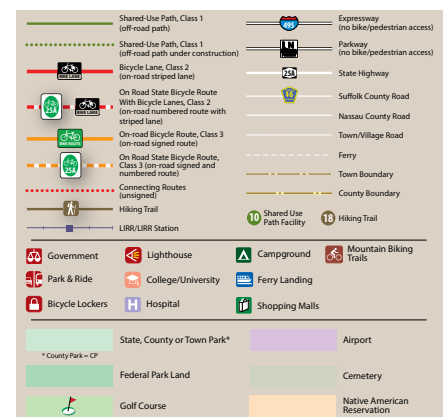 Shared-Use Path, Class 1
(off-road path)
Shared-Use Path, Class 1
(off-road path under construction)
BIKE LANE
Bicycle Lane, Class 2
(on-road striped lane)
25A
BIKE LANE
On Road State Bicycle Route
With Bicycle Lanes, Class 2
(on-road numbered route with
striped lane)
BIKE ROUTE
On-road Bicycle Route, Class 3
(on-road signed route)
25A
On Road State Bicycle Route,
Class 3 (on-road signed and
numbered route)
Connecting Routes
(unsigned)
Hiking Trail
LIRR/LIRR Station
495
Expressway
(no bike/pedestrian access)
Parkway
(no bike/pedestrian access)
25A
State Highway
16
Suffolk County Road
Nassau County Road
Town/Village Road
Ferry
Town Boundary
County Boundary
10
Shared Use
Path Facility
18
Hiking Trail
Government
Lighthouse
Campground
Mountain Biking
Trails
Park & Ride
College/University
Ferry Landing
Bicycle Lockers
H
Hospital
Shopping Malls
State, County or Town Park*
* County Park = CP
Airport
Federal Park Land
Cemetery
Golf Course
Native American
Reservation